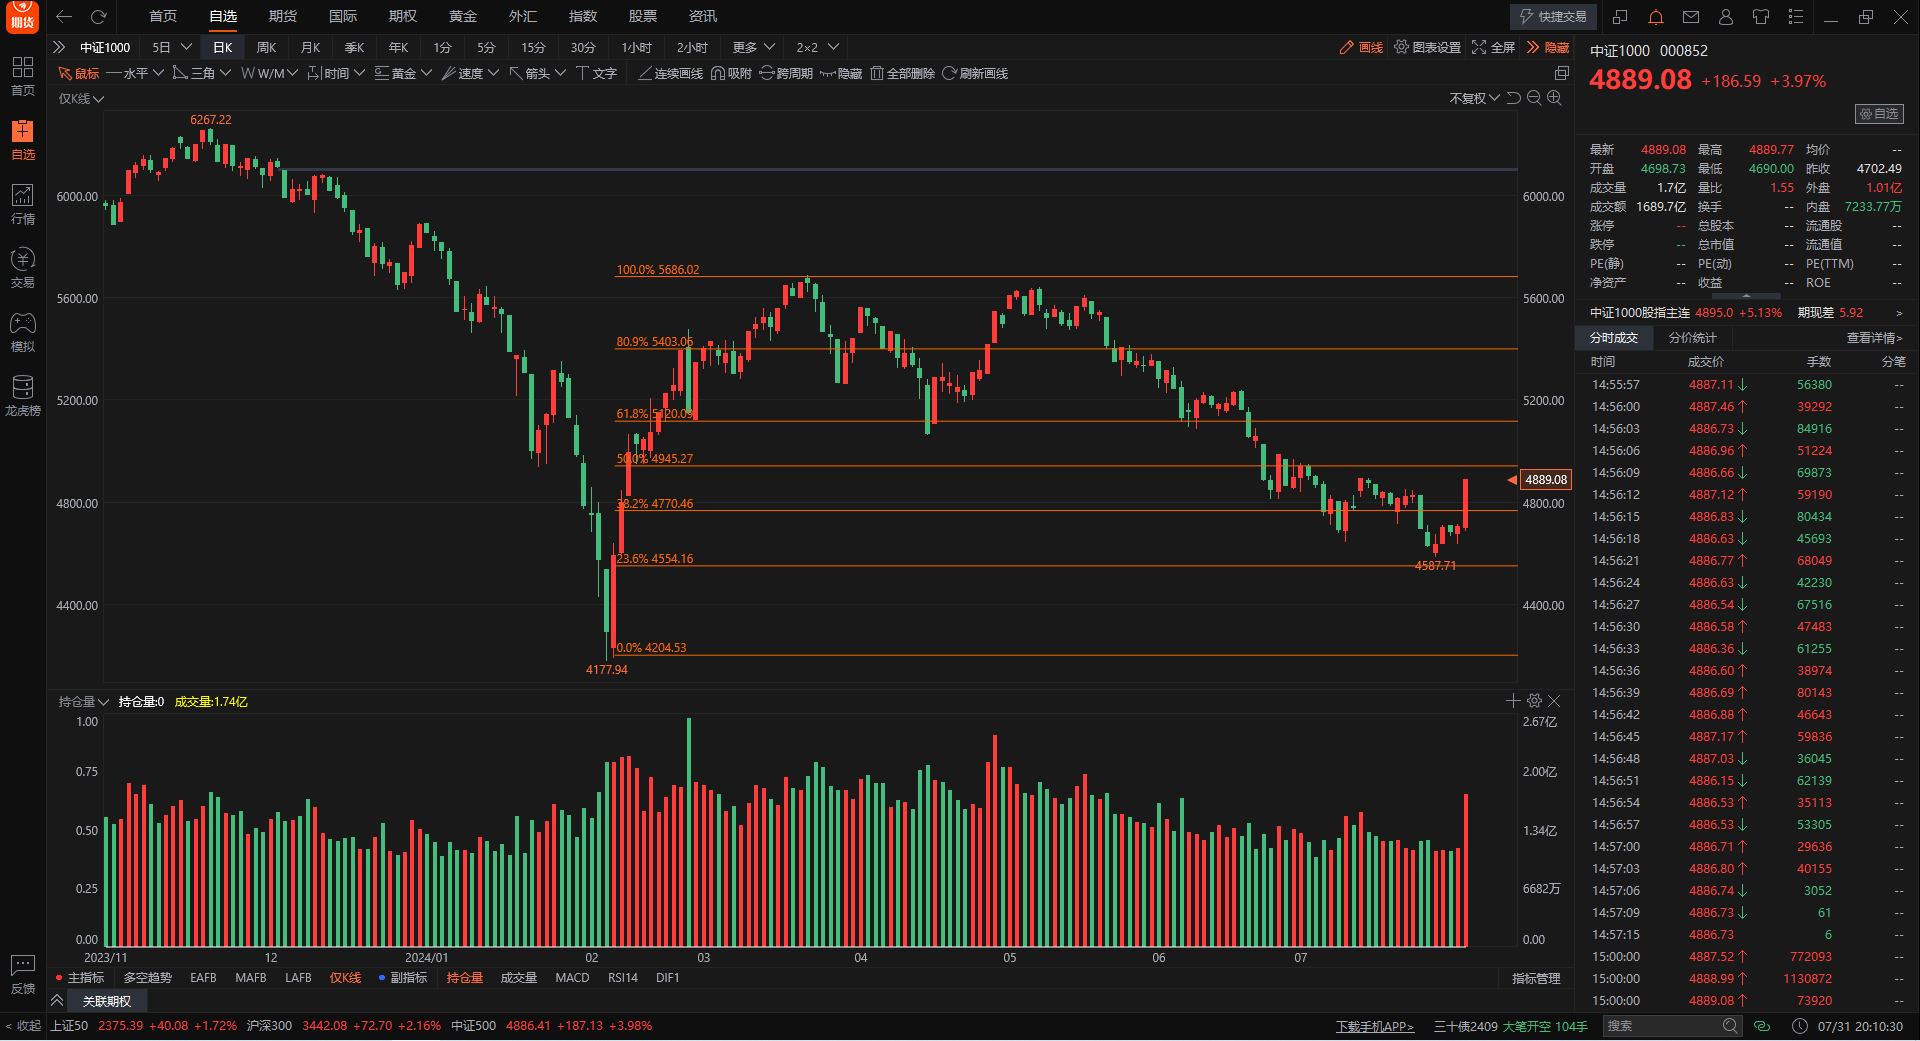 期货
首页 自选 期货 国际 期权 黄金 外汇 指数 股票 资讯 快捷交易
中证1000 5日 日K 周K 月K 季K 年K 1分 5分 15分 30分 1小时 2小时 更多 2×2 画线 图表设置 全屏 隐藏
鼠标 水平 三角 W/M 时间 黄金 速度 箭头 文字 连续画线 吸附 跨周期 隐藏 全部删除 刷新画线
仅K线 不复权
首页
自选
行情
交易
模拟
龙虎榜
反馈
6267.22
6000.00 6000.00
100.0% 5686.02
5600.00 5600.00
80.9% 5403.06
5200.00 5200.00
61.8% 5120.09
50.0% 4945.27
4889.08
38.2% 4770.46
4800.00 4800.00
23.6% 4554.16
4587.71
4400.00 4400.00
0.0% 4204.53
4177.94
持仓量 持仓量:0 成交量:1.74亿
1.00 2.67亿
0.75 2.00亿
0.50 1.34亿
0.25 6682万
0.00 0.00
2023/11 12 2024/01 02 03 04 05 06 07
主指标 多空趋势 EAFB MAFB LAFB 仅K线 副指标 持仓量 成交量 MACD RSI14 DIF1 指标管理
关联期权
中证1000 000852
4889.08 +186.59 +3.97%
自选
最新 4889.08 最高 4889.77 均价 --
开盘 4698.73 最低 4690.00 昨收 4702.49
成交量 1.7亿 量比 1.55 外盘 1.01亿
成交额 1689.7亿 换手 -- 内盘 7233.77万
涨停 -- 总股本 -- 流通股 --
跌停 -- 总市值 -- 流通值 --
PE(静) -- PE(动) -- PE(TTM) --
净资产 -- 收益 -- ROE --
中证1000股指主连 4895.0 +5.13% 期现差 5.92 >
分时成交 分价统计 查看详情>
时间 成交价 手数 分笔
14:55:57 4887.11↓ 56380 --
14:56:00 4887.46↑ 39292 --
14:56:03 4886.73↓ 84916 --
14:56:06 4886.96↑ 51224 --
14:56:09 4886.66↓ 69873 --
14:56:12 4887.12↑ 59190 --
14:56:15 4886.83↓ 80434 --
14:56:18 4886.63↓ 45693 --
14:56:21 4886.77↑ 68049 --
14:56:24 4886.63↓ 42230 --
14:56:27 4886.54↓ 67516 --
14:56:30 4886.58↑ 47483 --
14:56:33 4886.36↓ 61255 --
14:56:36 4886.60↑ 38974 --
14:56:39 4886.69↑ 80143 --
14:56:42 4886.88↑ 46643 --
14:56:45 4887.17↑ 59836 --
14:56:48 4887.03↓ 36045 --
14:56:51 4886.15↓ 62139 --
14:56:54 4886.53↑ 35113 --
14:56:57 4886.53↓ 53305 --
14:57:00 4886.71↑ 29636 --
14:57:03 4886.80↑ 40155 --
14:57:06 4886.74↓ 3052 --
14:57:09 4886.73↓ 61 --
14:57:15 4886.73 6 --
15:00:00 4887.52↑ 772093 --
15:00:00 4888.99↑ 1130872 --
15:00:00 4889.08↑ 73920 --
< 收起 上证50 2375.39 +40.08 +1.72% 沪深300 3442.08 +72.70 +2.16% 中证500 4886.41 +187.13 +3.98% 下载手机APP> 三十债2409 大笔开空 104手 搜索 07/31 20:10:30